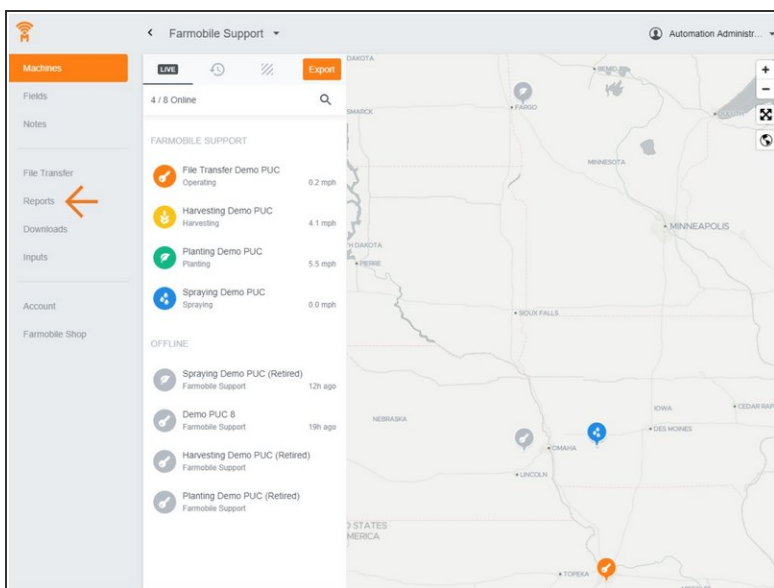 Farmobile Support
Automation Administr...
Machines
Fields
Notes
File Transfer
Reports
Downloads
Inputs
Account
Farmobile Shop
LIVE
Export
4 / 8 Online
FARMOBILE SUPPORT
File Transfer Demo PUC
Operating 0.2 mph
Harvesting Demo PUC
Harvesting 4.1 mph
Planting Demo PUC
Planting 5.5 mph
Spraying Demo PUC
Spraying 0.0 mph
OFFLINE
Spraying Demo PUC (Retired)
Farmobile Support 12h ago
Demo PUC 8
Farmobile Support 19h ago
Harvesting Demo PUC (Retired)
Farmobile Support
Planting Demo PUC (Retired)
Farmobile Support
DAKOTA
BEMID
FARGO
SMARCK
MINNESOTA
MINNEAPOLIS
H DAKOTA
PIERRE
SIOUX FALLS
IOWA
CEDAR RAP
NEBRASKA
DES MOINES
OMAHA
LINCOLN
D STATES
MERICA
TOPEKA